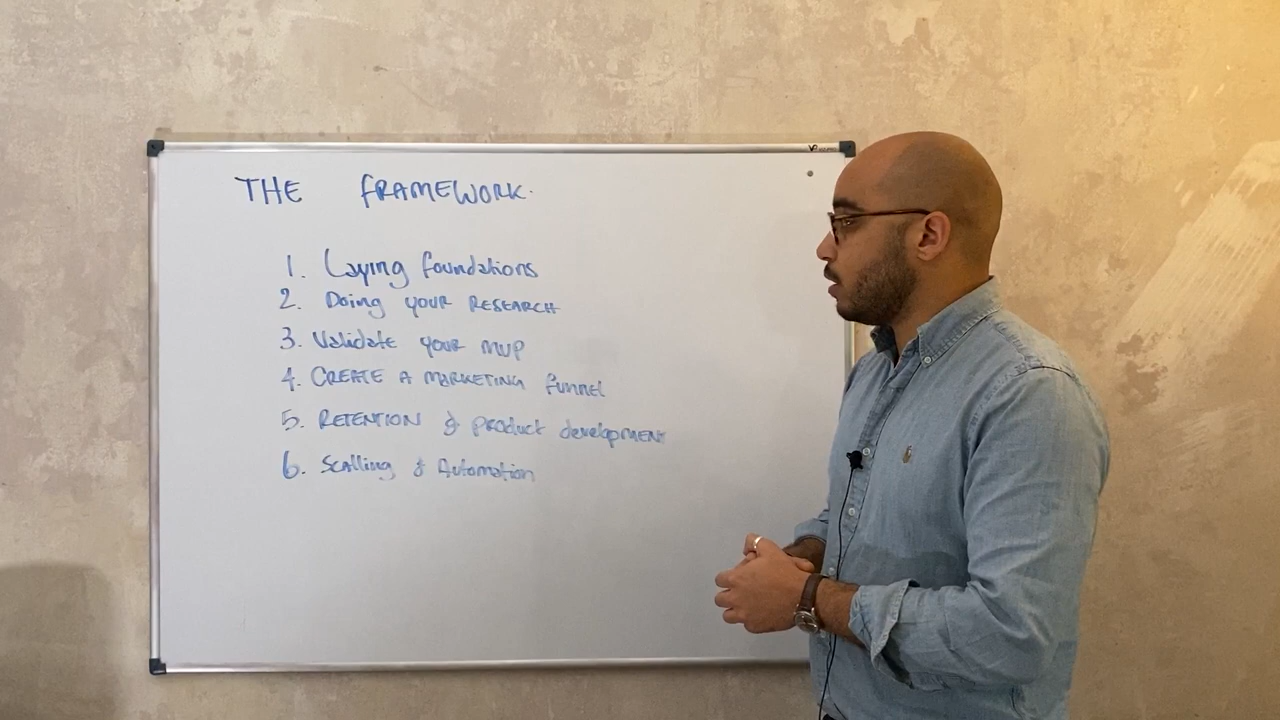 THE FRAMEWORK.
1. Laying foundations
2. Doing your RESEARCH
3. Validate your MVP
4. CREATE A MARKETING funnel
5. RETENTION & product development
6. Scalling & Automation